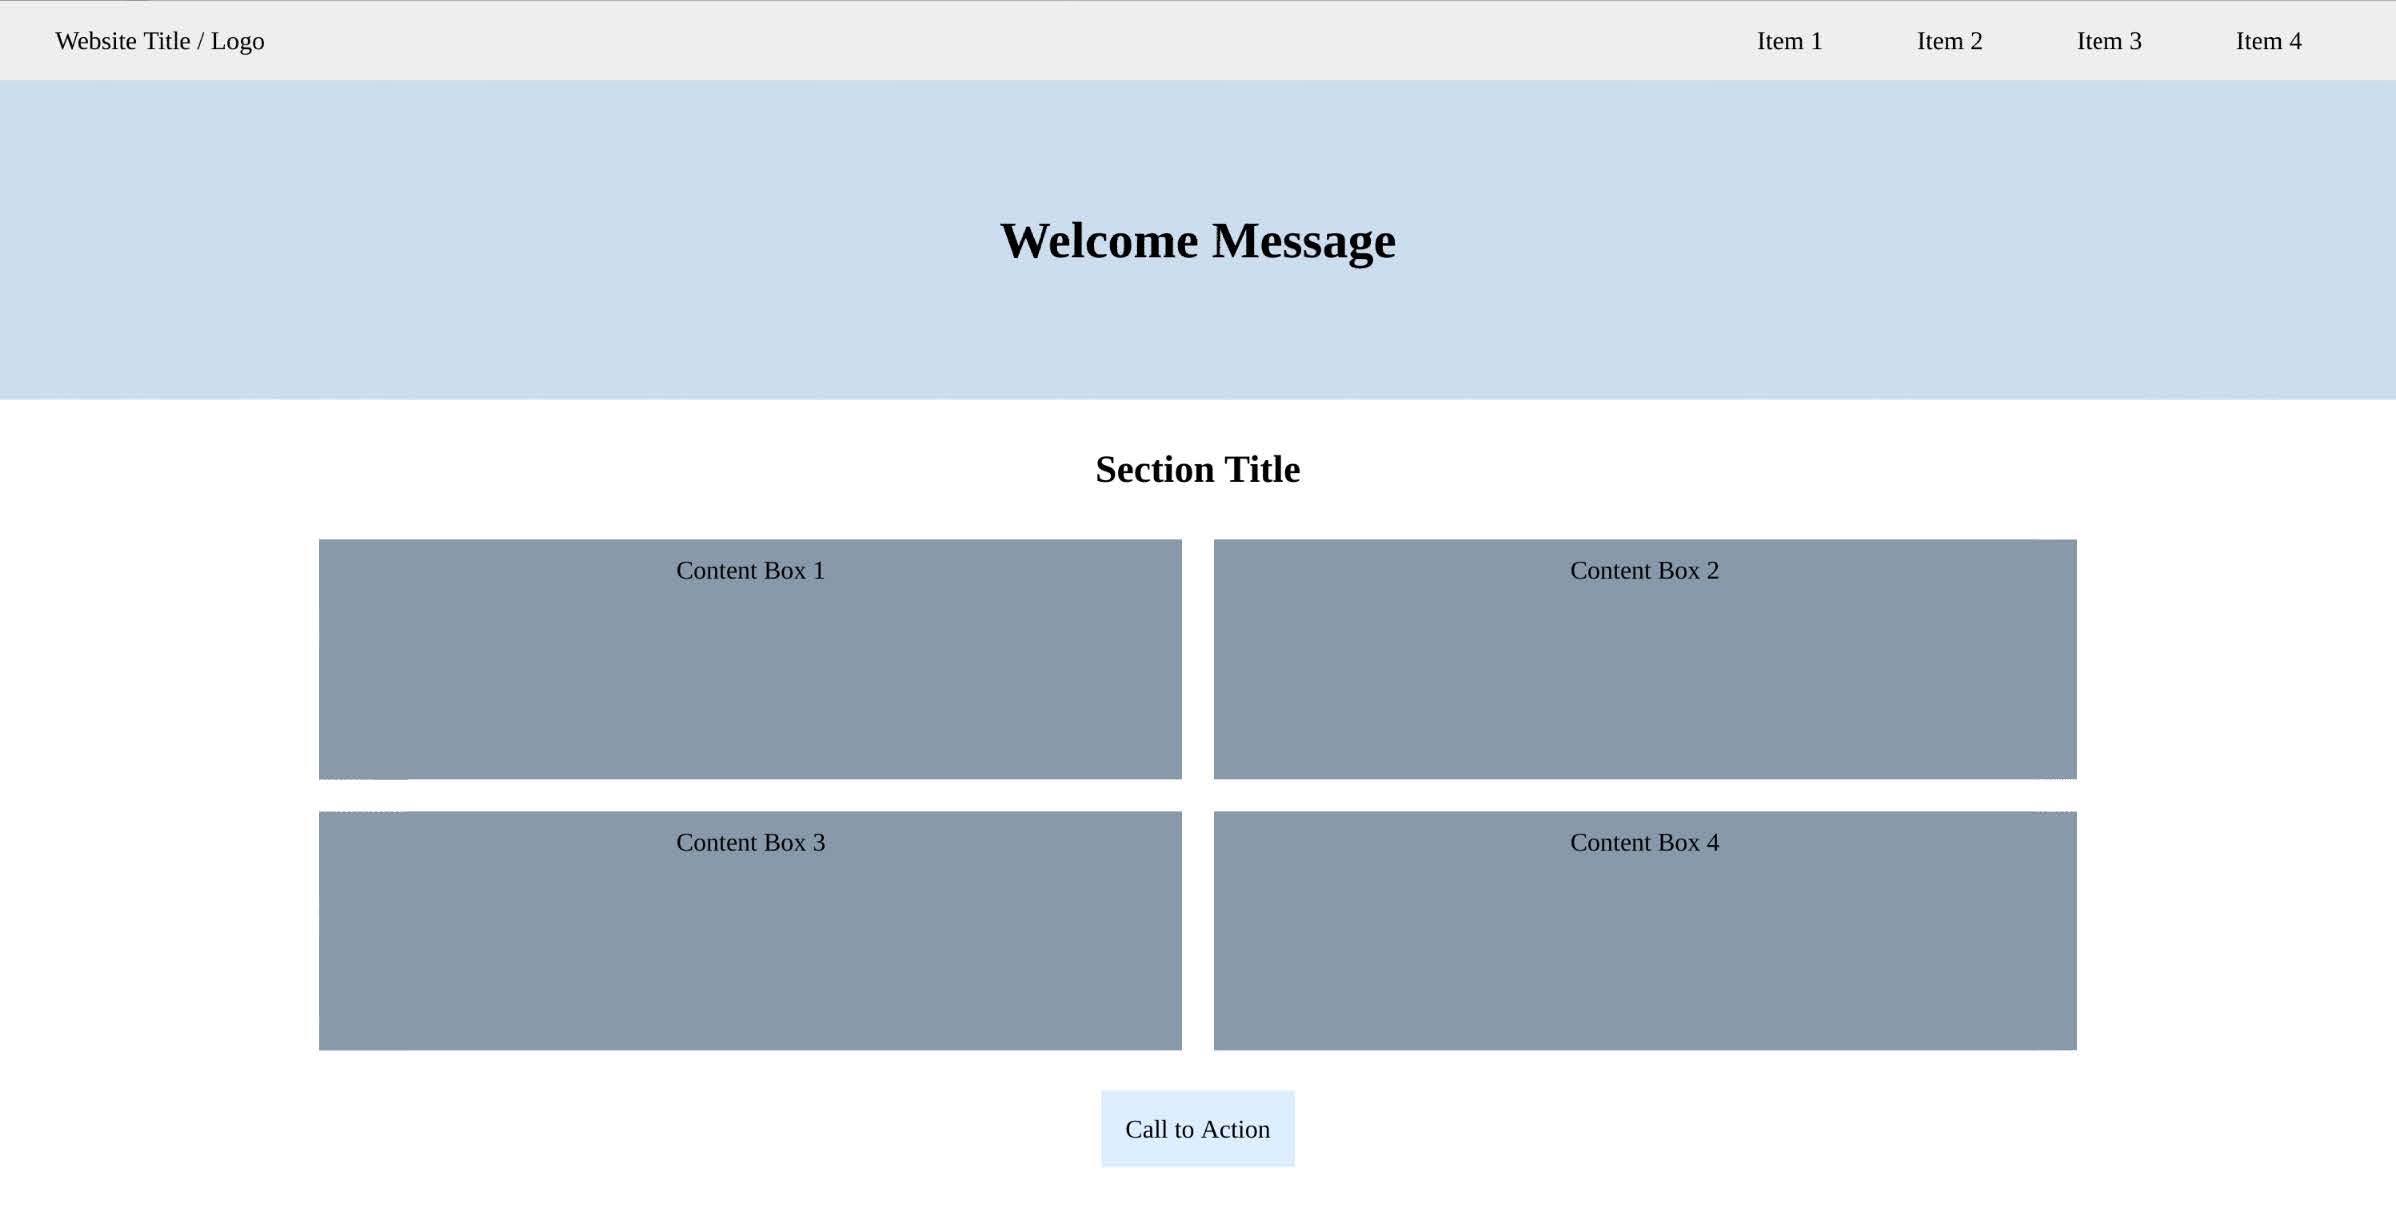 Website Title / Logo Item 1 Item 2 Item 3 Item 4
Welcome Message
Section Title
Content Box 1 Content Box 2
Content Box 3 Content Box 4
Call to Action